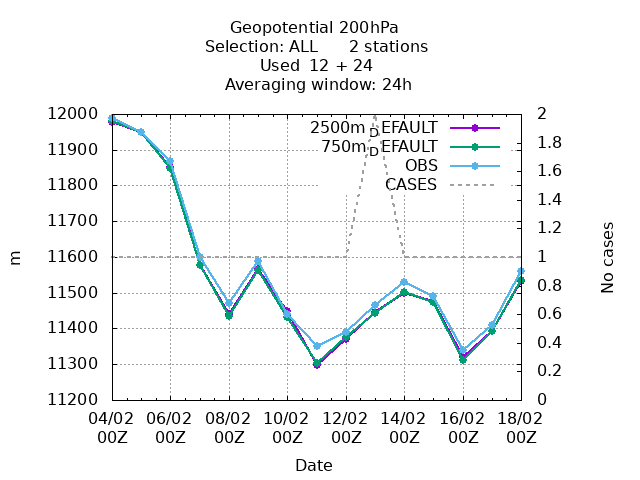 Geopotential 200hPa
Selection: ALL      2 stations
Used  12 + 24
Averaging window: 24h
12000
11900
11800
11700
11600
11500
11400
11300
11200
m
2
1.8
1.6
1.4
1.2
1
0.8
0.6
0.4
0.2
0
No cases
2500m_DEFAULT
750m_DEFAULT
OBS
CASES
04/02 06/02 08/02 10/02 12/02 14/02 16/02 18/02
00Z 00Z 00Z 00Z 00Z 00Z 00Z 00Z
Date